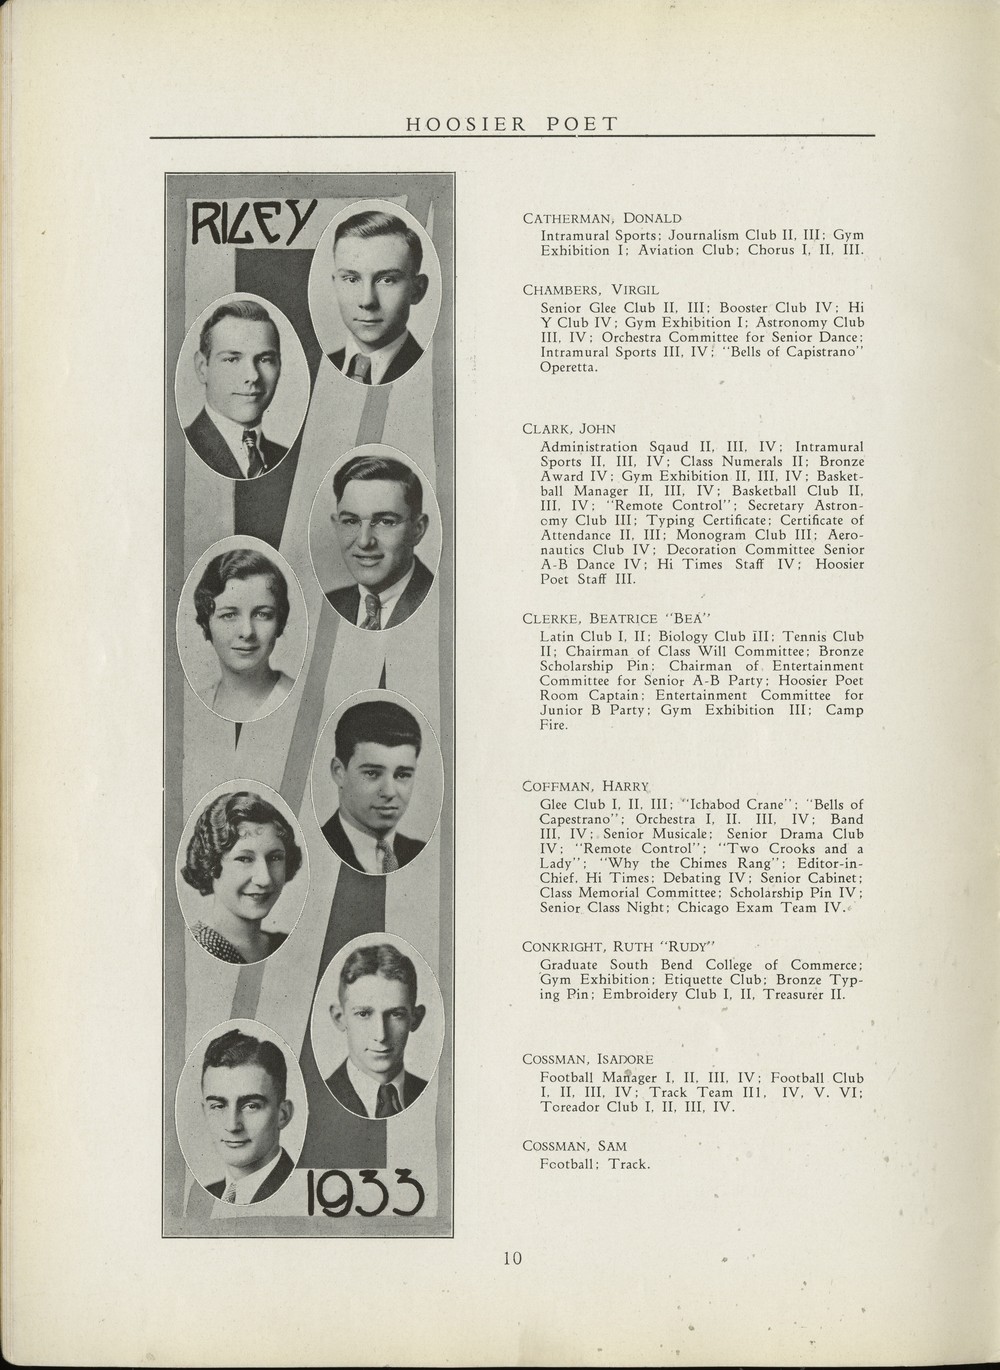 HOOSIER POET
RILEY
CATHERMAN, DONALD
Intramural Sports; Journalism Club II, III; Gym
Exhibition I; Aviation Club; Chorus I, II, III.
CHAMBERS, VIRGIL
Senior Glee Club II, III; Booster Club IV; Hi
Y Club IV; Gym Exhibition I; Astronomy Club
III, IV; Orchestra Committee for Senior Dance;
Intramural Sports III, IV; "Bells of Capistrano"
Operetta.
CLARK, JOHN
Administration Sqaud II, III, IV; Intramural
Sports II, III, IV; Class Numerals II; Bronze
Award IV; Gym Exhibition II, III, IV; Basket-
ball Manager II, III, IV; Basketball Club II,
III, IV; "Remote Control"; Secretary Astron-
omy Club III; Typing Certificate; Certificate of
Attendance II, III; Monogram Club III; Aero-
nautics Club IV; Decoration Committee Senior
A-B Dance IV; Hi Times Staff IV; Hoosier
Poet Staff III.
CLERKE, BEATRICE "BEA"
Latin Club I, II; Biology Club III; Tennis Club
II; Chairman of Class Will Committee; Bronze
Scholarship Pin; Chairman of Entertainment
Committee for Senior A-B Party; Hoosier Poet
Room Captain; Entertainment Committee for
Junior B Party; Gym Exhibition III; Camp
Fire.
COFFMAN, HARRY
Glee Club I, II, III; "Ichabod Crane"; "Bells of
Capestrano"; Orchestra I, II. III, IV; Band
III, IV; Senior Musicale; Senior Drama Club
IV; "Remote Control"; "Two Crooks and a
Lady"; "Why the Chimes Rang"; Editor-in-
Chief, Hi Times; Debating IV; Senior Cabinet;
Class Memorial Committee; Scholarship Pin IV;
Senior Class Night; Chicago Exam Team IV.
CONKRIGHT, RUTH "RUDY"
Graduate South Bend College of Commerce;
Gym Exhibition; Etiquette Club; Bronze Typ-
ing Pin; Embroidery Club I, II, Treasurer II.
COSSMAN, ISADORE
Football Manager I, II, III, IV; Football Club
I, II, III, IV; Track Team III, IV, V. VI;
Toreador Club I, II, III, IV.
COSSMAN, SAM
Football; Track.
1933
10